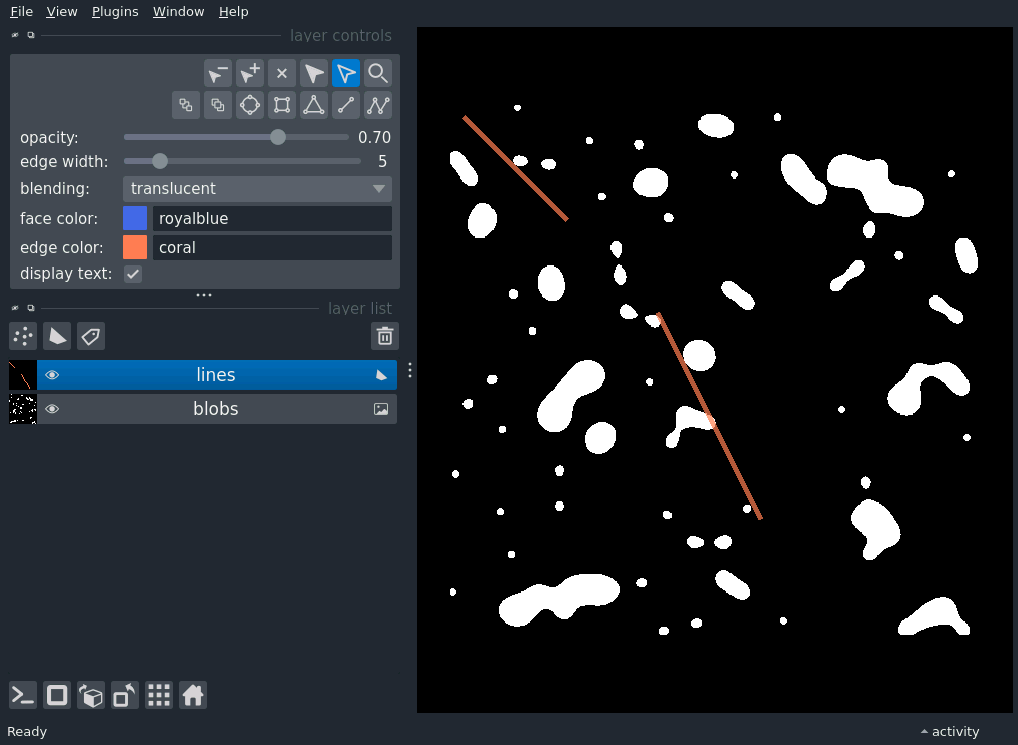 File View Plugins Window Help
layer controls
opacity: 0.70
edge width: 5
blending: translucent
face color: royalblue
edge color: coral
display text:
layer list
lines
blobs
Ready activity